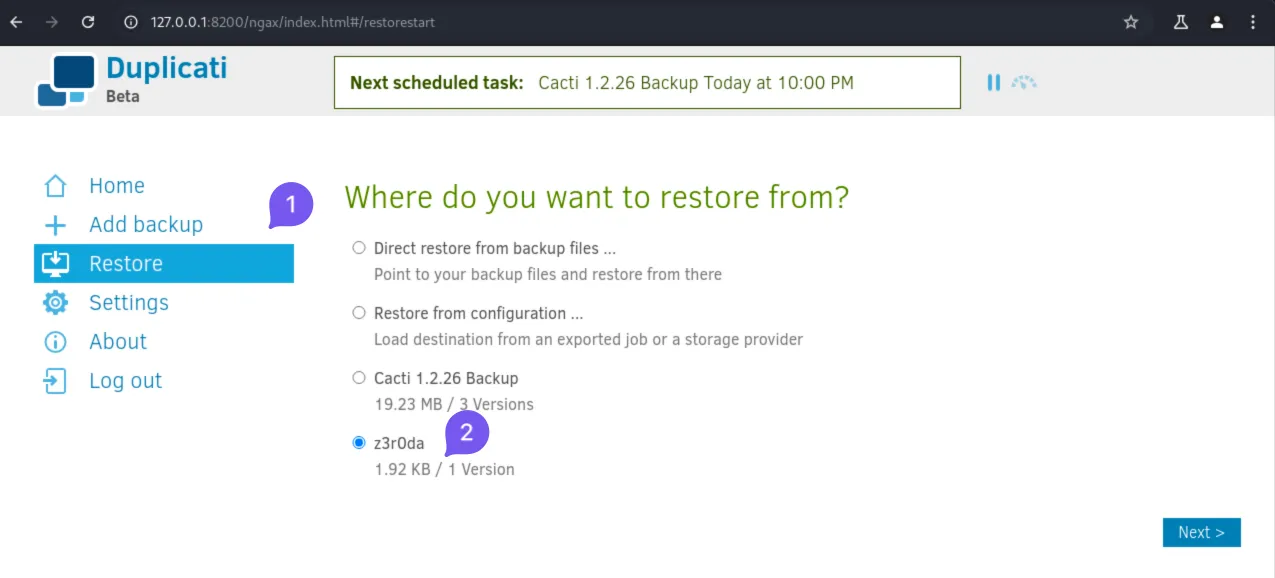 127.0.0.1:8200/ngax/index.html#/restorestart
Duplicati
Beta
Next scheduled task: Cacti 1.2.26 Backup Today at 10:00 PM
Home
Add backup
Restore
Settings
About
Log out
1
Where do you want to restore from?
Direct restore from backup files ...
Point to your backup files and restore from there
Restore from configuration ...
Load destination from an exported job or a storage provider
Cacti 1.2.26 Backup
19.23 MB / 3 Versions
z3r0da
2
1.92 KB / 1 Version
Next >